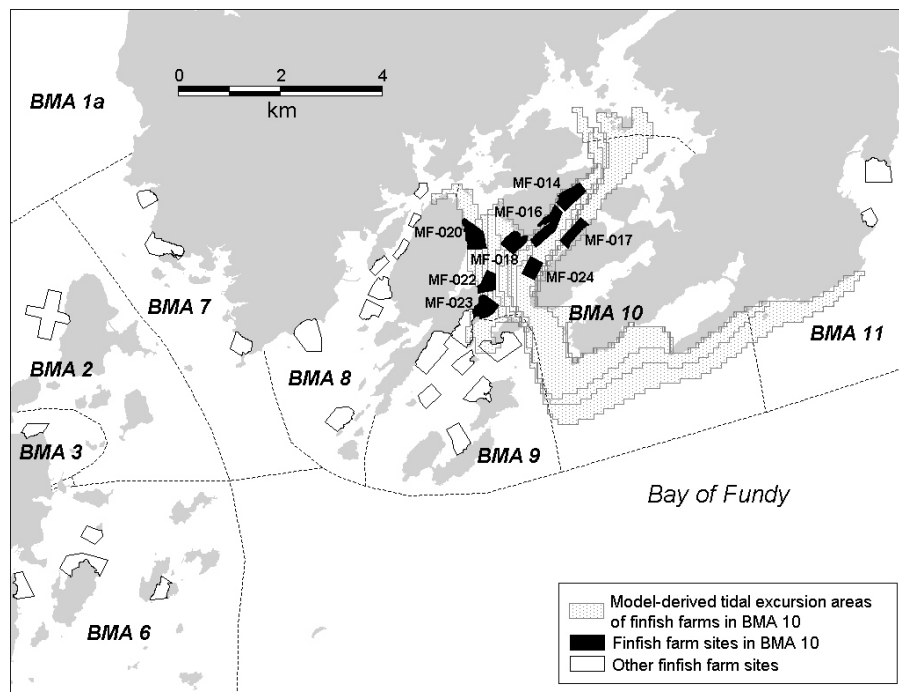 0 2 4
km
BMA 1a
MF-014
MF-016
MF-020
MF-017
MF-018
MF-022
MF-024
MF-023
BMA 7
BMA 10
BMA 11
BMA 2
BMA 8
BMA 3
BMA 9
Bay of Fundy
BMA 6
Model-derived tidal excursion areas
of finfish farms in BMA 10
Finfish farm sites in BMA 10
Other finfish farm sites